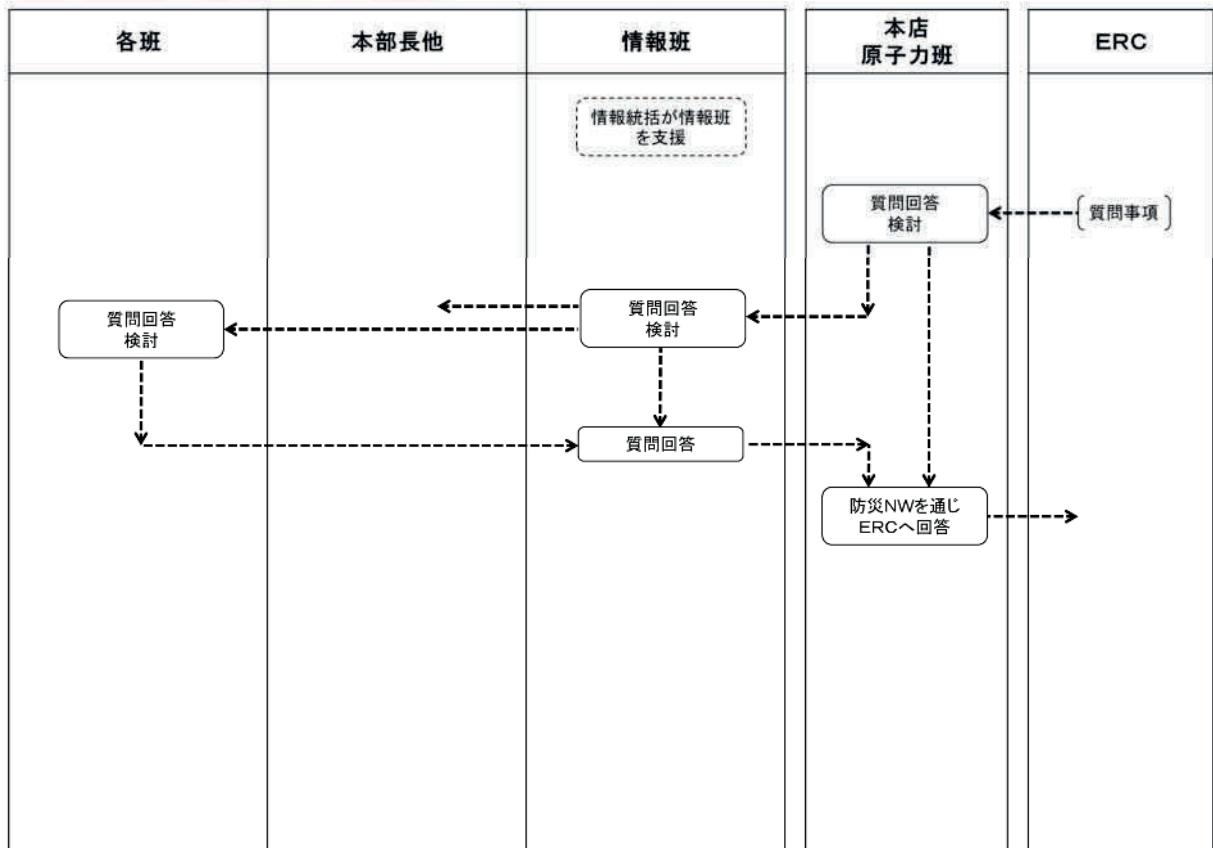 各班
本部長他
情報班
本店
原子力班
ERC
情報統括が情報班
を支援
質問回答
検討
質問事項
質問回答
検討
質問回答
検討
質問回答
防災NWを通じ
ERCへ回答